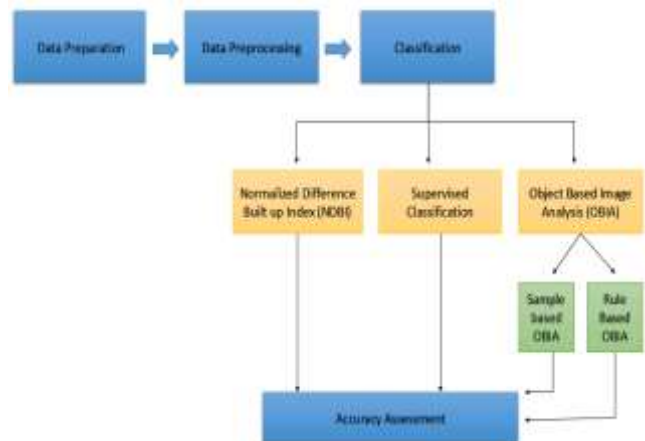 Data Preparation
Data Preprocessing
Classification
Normalized Difference
Built up Index (NDBI)
Supervised
Classification
Object Based Image
Analysis (OBIA)
Sample
based
OBIA
Rule
Based
OBIA
Accuracy Assessment